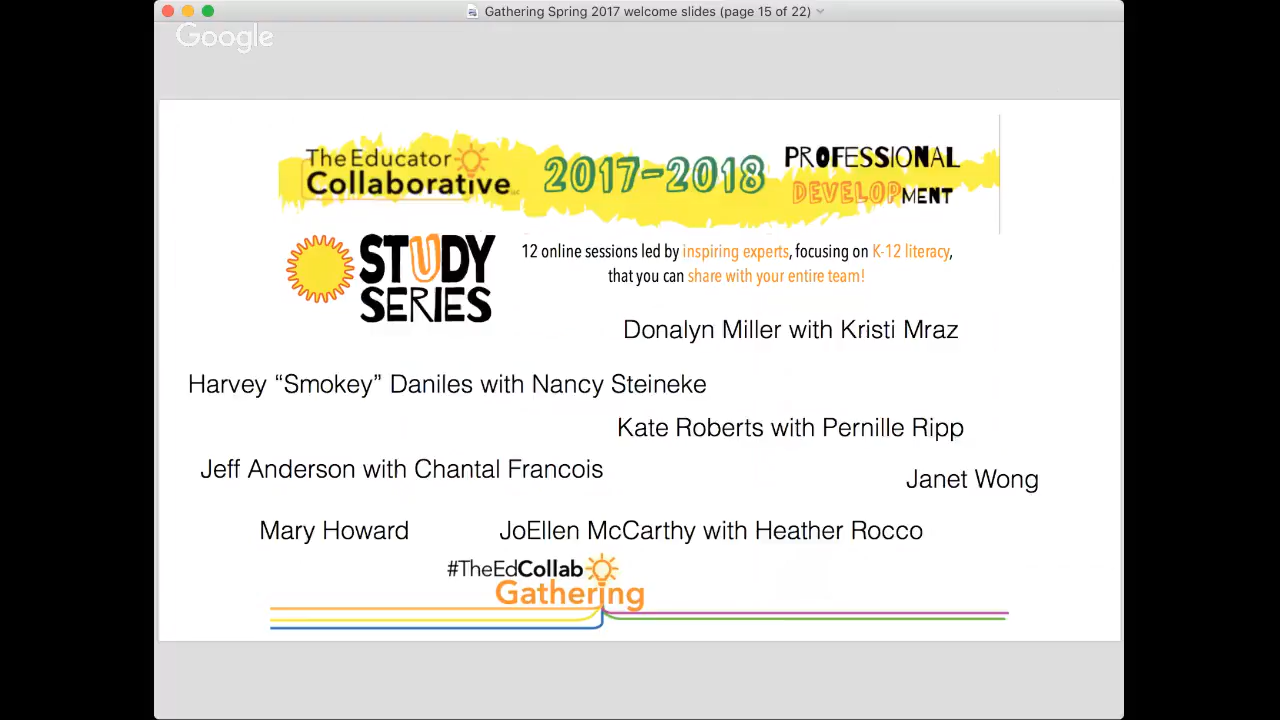 Gathering Spring 2017 welcome slides (page 15 of 22)
Google
The Educator
Collaborative
2017-2018
PROFESSIONAL
DEVELOPMENT
STUDY
SERIES
12 online sessions led by inspiring experts, focusing on K-12 literacy,
that you can share with your entire team!
Donalyn Miller with Kristi Mraz
Harvey “Smokey” Daniles with Nancy Steineke
Kate Roberts with Pernille Ripp
Jeff Anderson with Chantal Francois
Janet Wong
Mary Howard
JoEllen McCarthy with Heather Rocco
#TheEdCollab
Gathering